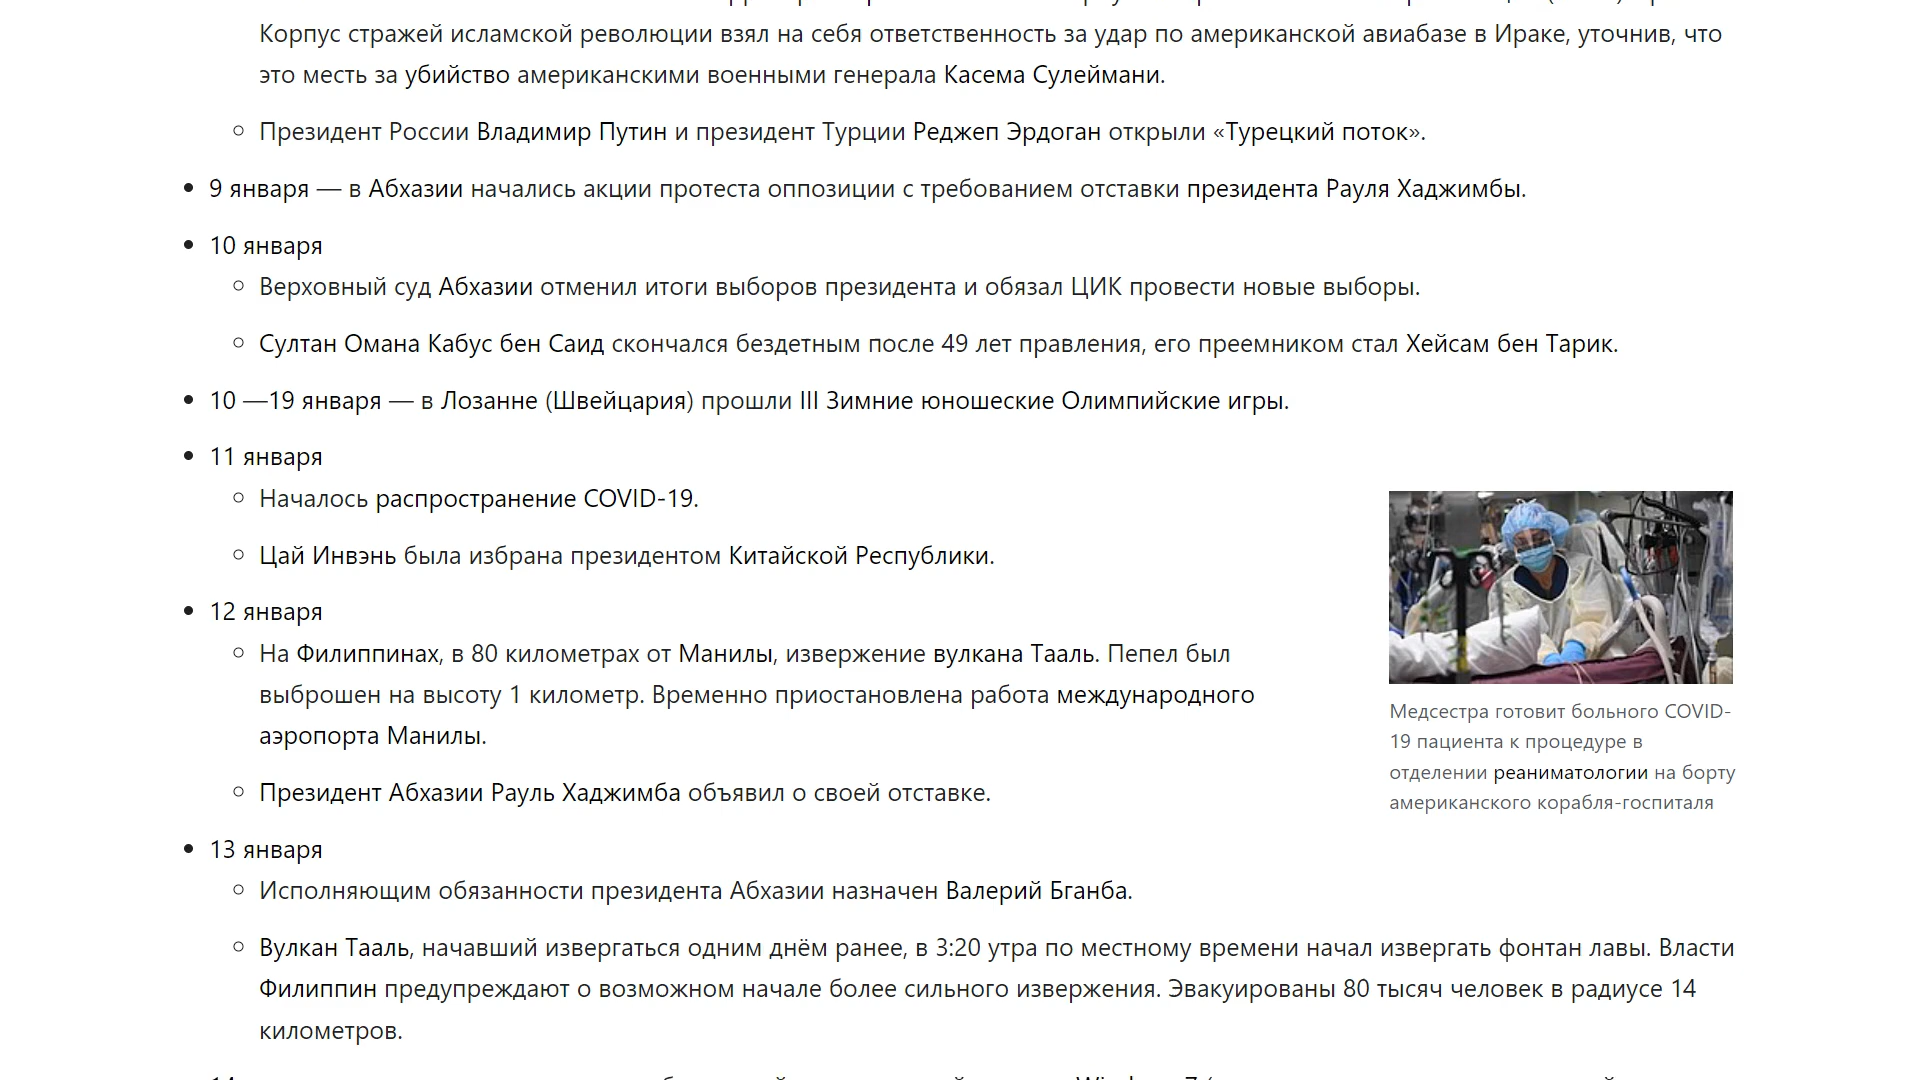 Корпус стражей исламской революции взял на себя ответственность за удар по американской авиабазе в Ираке, уточнив, что
это месть за убийство американскими военными генерала Касема Сулеймани.
Президент России Владимир Путин и президент Турции Реджеп Эрдоган открыли «Турецкий поток».
9 января — в Абхазии начались акции протеста оппозиции с требованием отставки президента Рауля Хаджимбы.
10 января
Верховный суд Абхазии отменил итоги выборов президента и обязал ЦИК провести новые выборы.
Султан Омана Кабус бен Саид скончался бездетным после 49 лет правления, его преемником стал Хейсам бен Тарик.
10 —19 января — в Лозанне (Швейцария) прошли III Зимние юношеские Олимпийские игры.
11 января
Началось распространение COVID-19.
Цай Инвэнь была избрана президентом Китайской Республики.
12 января
На Филиппинах, в 80 километрах от Манилы, извержение вулкана Тааль. Пепел был
выброшен на высоту 1 километр. Временно приостановлена работа международного
аэропорта Манилы.
Президент Абхазии Рауль Хаджимба объявил о своей отставке.
Медсестра готовит больного COVID-
19 пациента к процедуре в
отделении реаниматологии на борту
американского корабля-госпиталя
13 января
Исполняющим обязанности президента Абхазии назначен Валерий Бганба.
Вулкан Тааль, начавший извергаться одним днём ранее, в 3:20 утра по местному времени начал извергать фонтан лавы. Власти
Филиппин предупреждают о возможном начале более сильного извержения. Эвакуированы 80 тысяч человек в радиусе 14
километров.